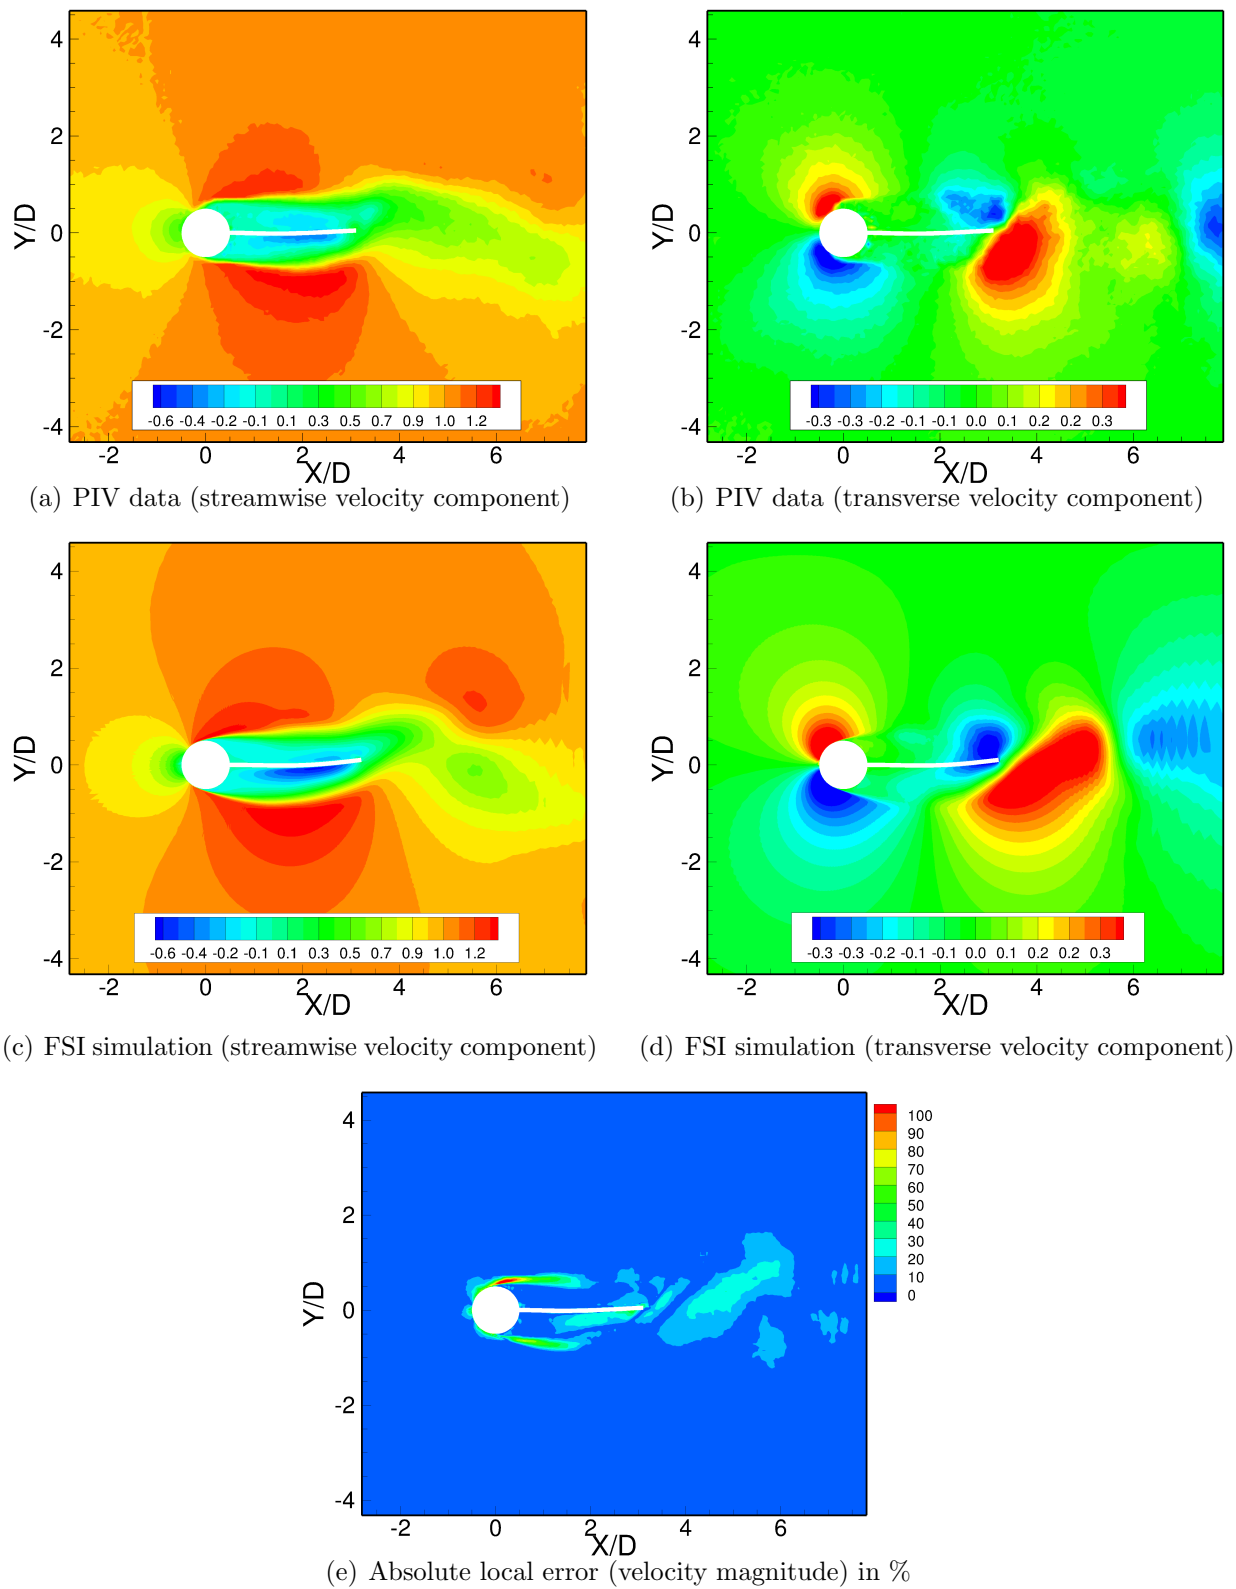 4
2
0
-2
-4
Y/D
-0.6 -0.4 -0.2 -0.1 0.1 0.3 0.5 0.7 0.9 1.0 1.2
-2 0 2 4 6
X/D
(a) PIV data (streamwise velocity component)
4
2
0
-2
-4
Y/D
-0.3 -0.3 -0.2 -0.1 -0.1 0.0 0.1 0.2 0.2 0.3
-2 0 2 4 6
X/D
(b) PIV data (transverse velocity component)
4
2
0
-2
-4
Y/D
-0.6 -0.4 -0.2 -0.1 0.1 0.3 0.5 0.7 0.9 1.0 1.2
-2 0 2 4 6
X/D
(c) FSI simulation (streamwise velocity component)
4
2
0
-2
-4
Y/D
-0.3 -0.3 -0.2 -0.1 -0.1 0.0 0.1 0.2 0.2 0.3
-2 0 2 4 6
X/D
(d) FSI simulation (transverse velocity component)
4
2
0
-2
-4
Y/D
100
90
80
70
60
50
40
30
20
10
0
-2 0 2 4 6
X/D
(e) Absolute local error (velocity magnitude) in %